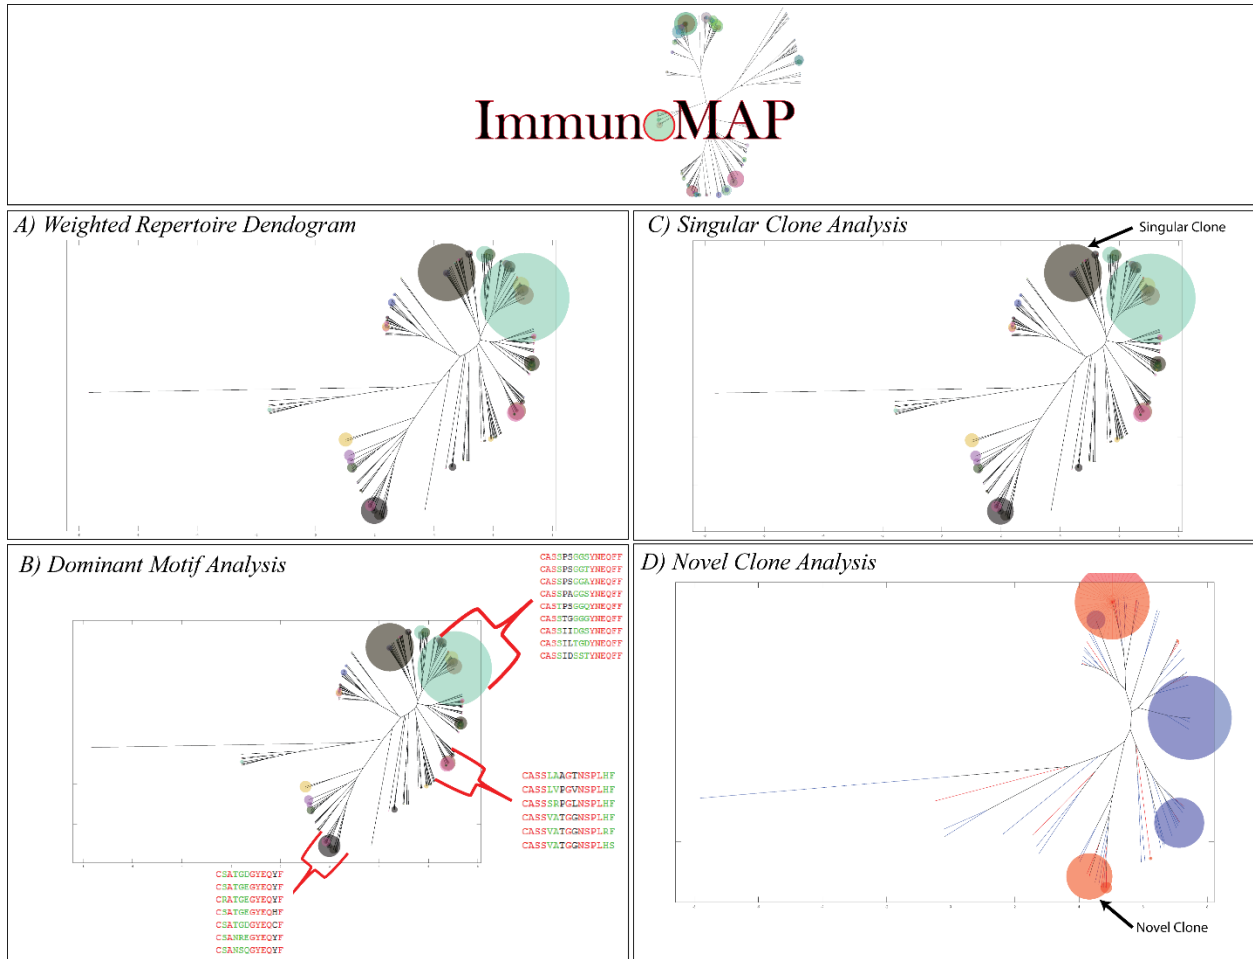 ImmunoMAP
A) Weighted Repertoire Dendogram
C) Singular Clone Analysis
Singular Clone
B) Dominant Motif Analysis
CASSPSGGSYNEQFF
CASSPSGGTYNEQFF
CASSPSGGAYNEQFF
CASSPAGGSYNEQFF
CASTPSGGQYNEQFF
CASSTGGGGYNEQFF
CASSIIDGSYNEQFF
CASSILTGDYNEQFF
CASSIDSSTYNEQFF
CASSLAAGTNSPLHF
CASSLVPGVNSPLHF
CASSSRPGLNSPLHF
CASSVATGGNSPLHF
CASSVATGGNSPLRF
CASSVATGGNSPLHS
CSATGDGYEQYF
CSATGEGYEQYF
CRATGEGYEQYF
CSATGEGYEQHF
CSATGDGYEQCF
CSANREGYEQYF
CSANSQGYEQYF
D) Novel Clone Analysis
Novel Clone